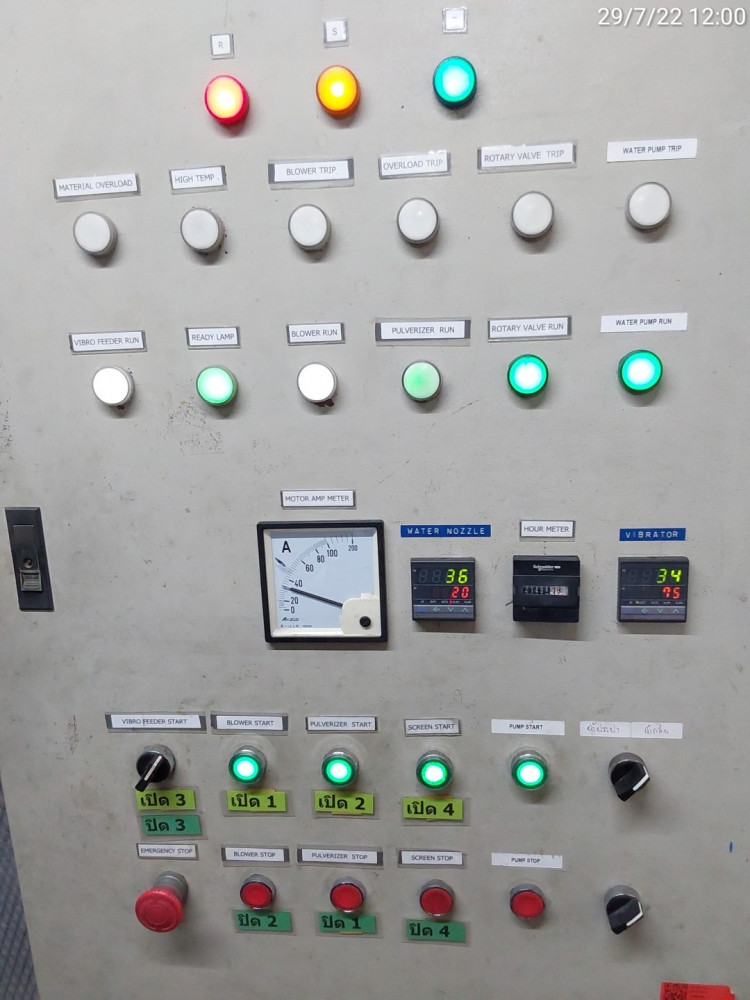 29/7/22 12:00
R
S
MATERIAL OVERLOAD
HIGH TEMP.
BLOWER TRIP
OVERLOAD TRIP
ROTARY VALVE TRIP
WATER PUMP TRIP
VIBRO FEEDER RUN
READY LAMP
BLOWER RUN
PULVERIZER RUN
ROTARY VALVE RUN
WATER PUMP RUN
MOTOR AMP METER
WATER NOZZLE
HOUR METER
VIBRATOR
A
0
20
40
60
80
100
200
36
20
Schneider
34
75
VIBRO FEEDER START
BLOWER START
PULVERIZER START
SCREEN START
PUMP START
เปิด 3
เปิด 1
เปิด 2
เปิด 4
ปิด 3
EMERGENCY STOP
BLOWER STOP
PULVERIZER STOP
SCREEN STOP
PUMP STOP
ปิด 2
ปิด 1
ปิด 4